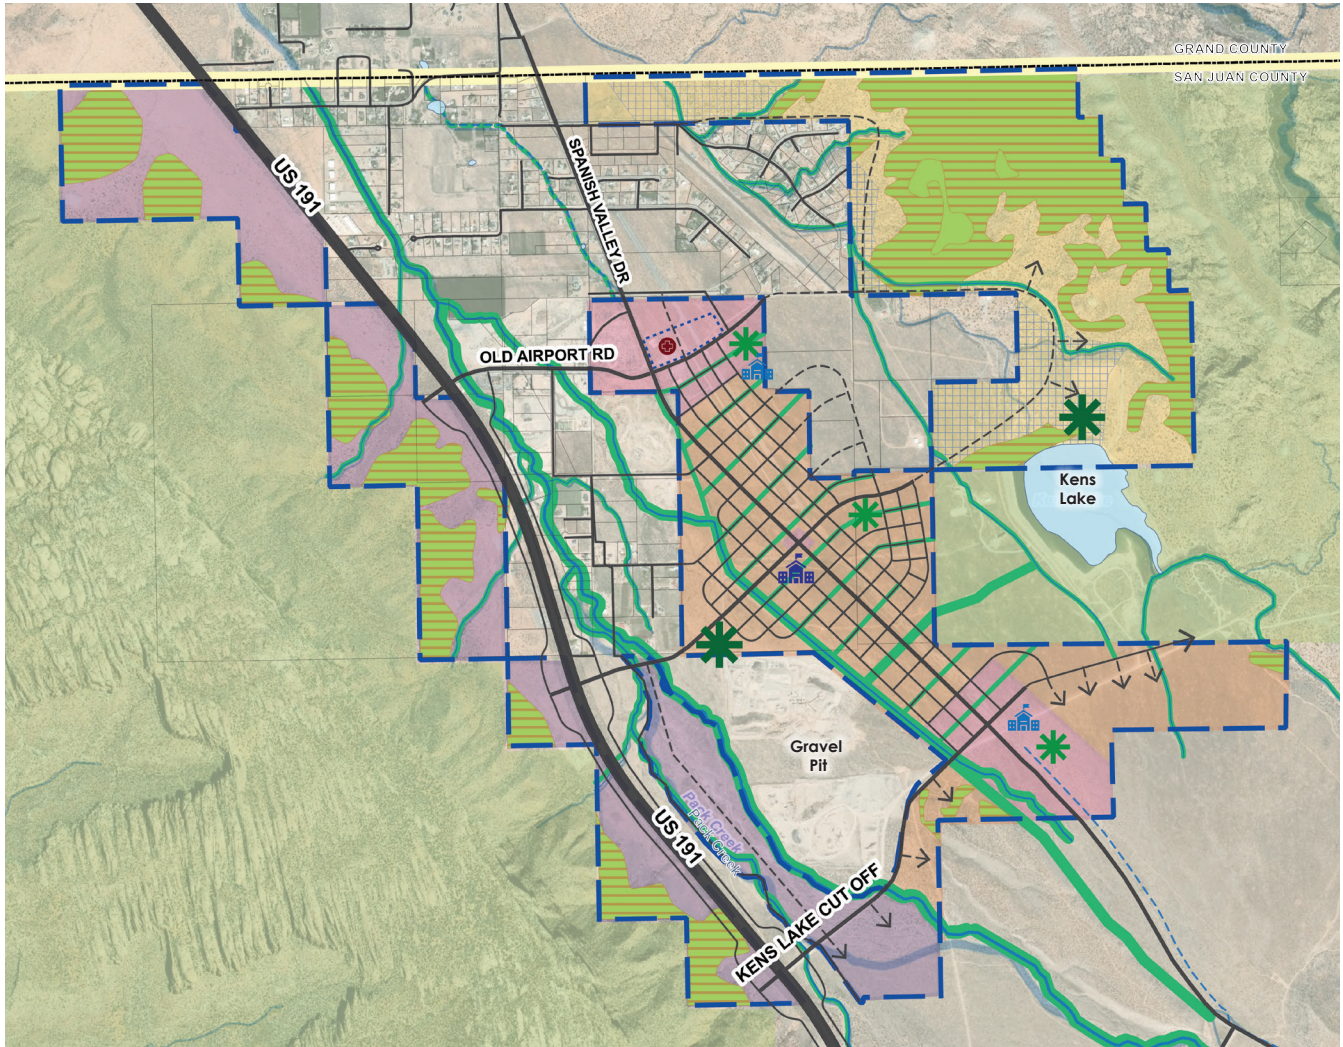 GRAND COUNTY
SAN JUAN COUNTY
US 191
SPANISH VALLEY DR
OLD AIRPORT RD
Kens
Lake
Gravel
Pit
Pack Creek
Pack Creek
US 191
KENS LAKE CUT OFF